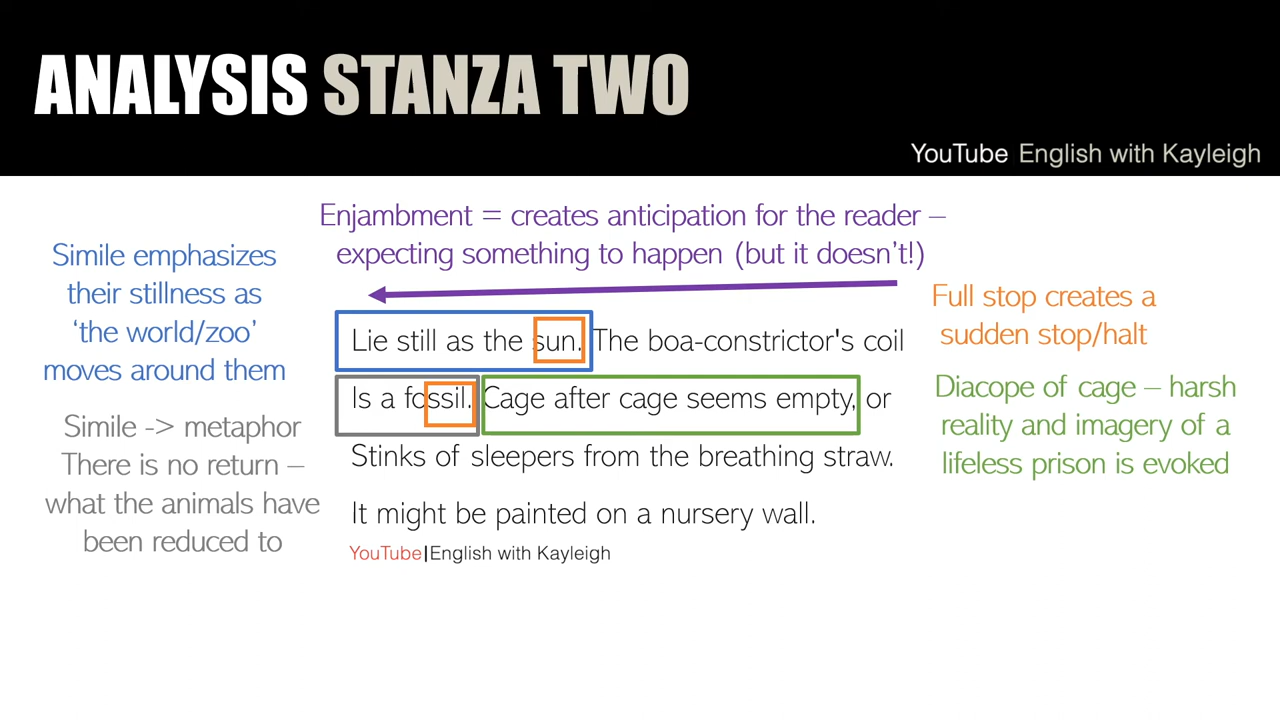 ANALYSIS STANZA TWO
YouTube English with Kayleigh
Enjambment = creates anticipation for the reader –
expecting something to happen (but it doesn't!)
Simile emphasizes
their stillness as
‘the world/zoo’
moves around them
Simile -> metaphor
There is no return –
what the animals have
been reduced to
Lie still as the sun. The boa-constrictor's coil
Is a fossil. Cage after cage seems empty, or
Stinks of sleepers from the breathing straw.
It might be painted on a nursery wall.
YouTube|English with Kayleigh
Full stop creates a
sudden stop/halt
Diacope of cage – harsh
reality and imagery of a
lifeless prison is evoked